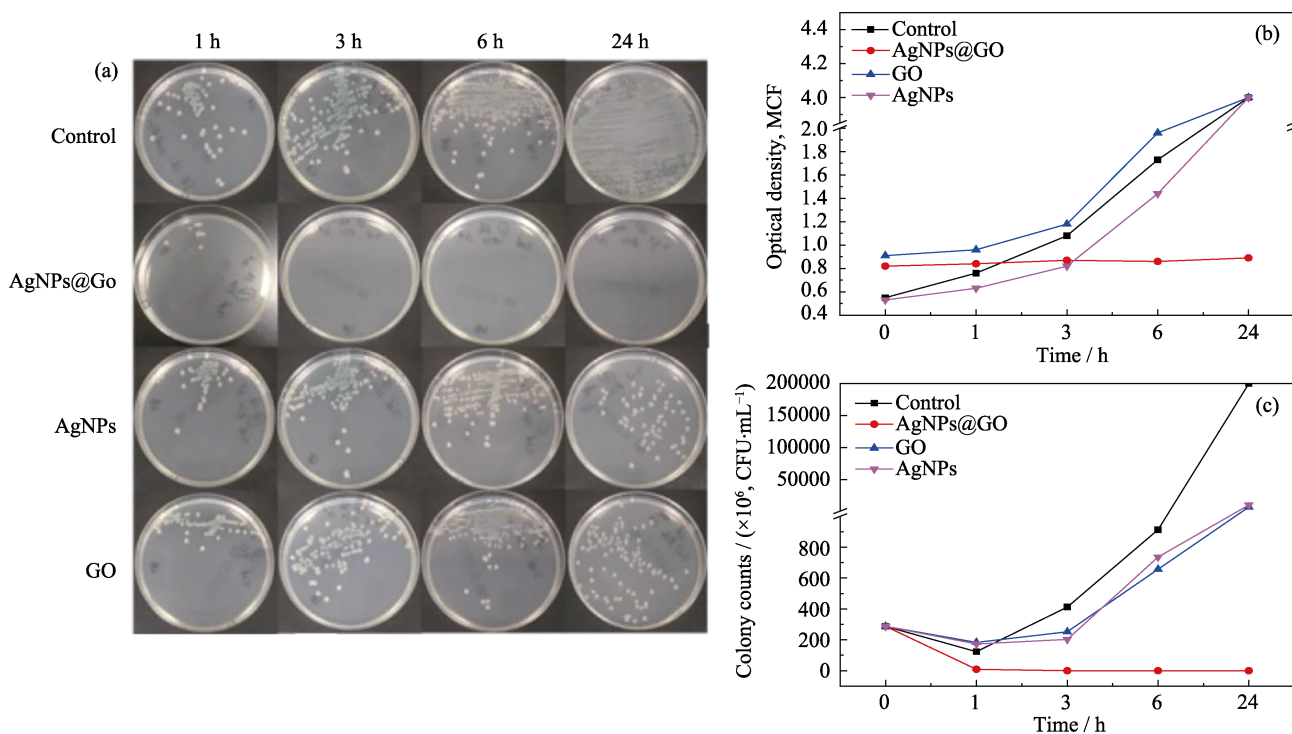 (a)
1 h 3 h 6 h 24 h
Control
AgNPs@Go
AgNPs
GO
(b)
Control
AgNPs@GO
GO
AgNPs
4.4
4.2
4.0
2.0
1.8
1.6
1.4
1.2
1.0
0.8
0.6
0.4
Optical density, MCF
0 1 3 6 24
Time / h
(c)
Control
AgNPs@GO
GO
AgNPs
200000
150000
100000
50000
800
600
400
200
0
Colony counts / (×10⁶, CFU·mL⁻¹)
0 1 3 6 24
Time / h